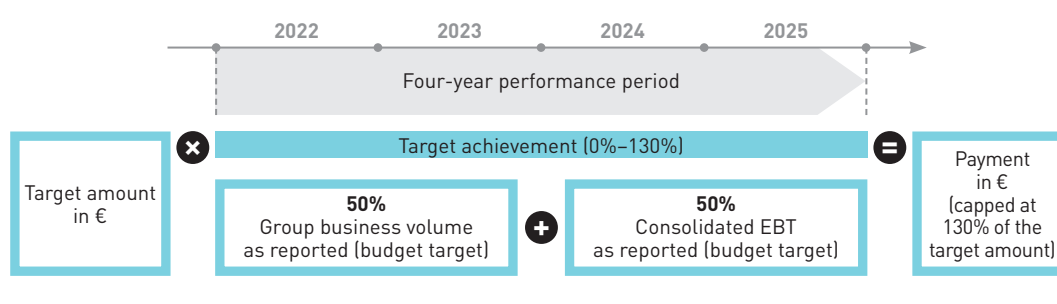 2022 2023 2024 2025
Four-year performance period
Target achievement (0%–130%)
Target amount
in €
×
50%
Group business volume
as reported (budget target)
+
50%
Consolidated EBT
as reported (budget target)
=
Payment
in €
(capped at
130% of the
target amount)